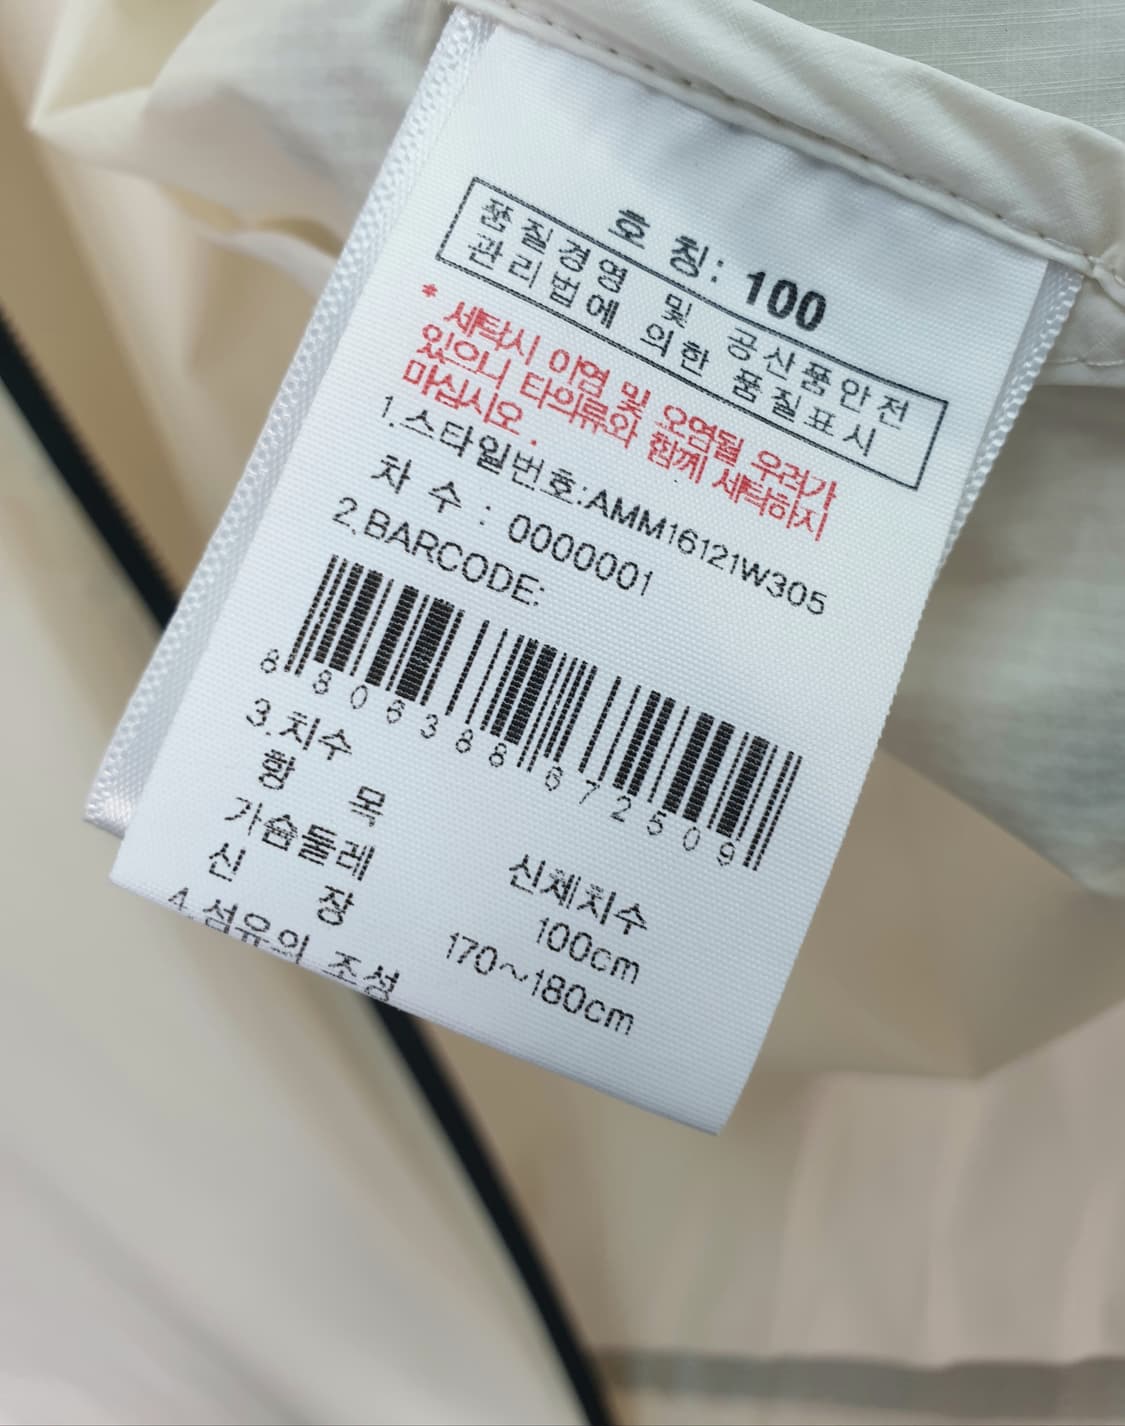 호 칭: 100
품질경영 및 공산품안전
관리법에 의한 품질표시
* 세탁시 이염 및 오염될 우려가
있으니 타의류와 함께 세탁하지
마십시오.
1.스타일번호:AMM16121W305
차 수 : 0000001
2.BARCODE:
8 806388 672509
3.치수
항 목 신체치수
가슴둘레 100cm
신 장 170~180cm
4.섬유의 조성